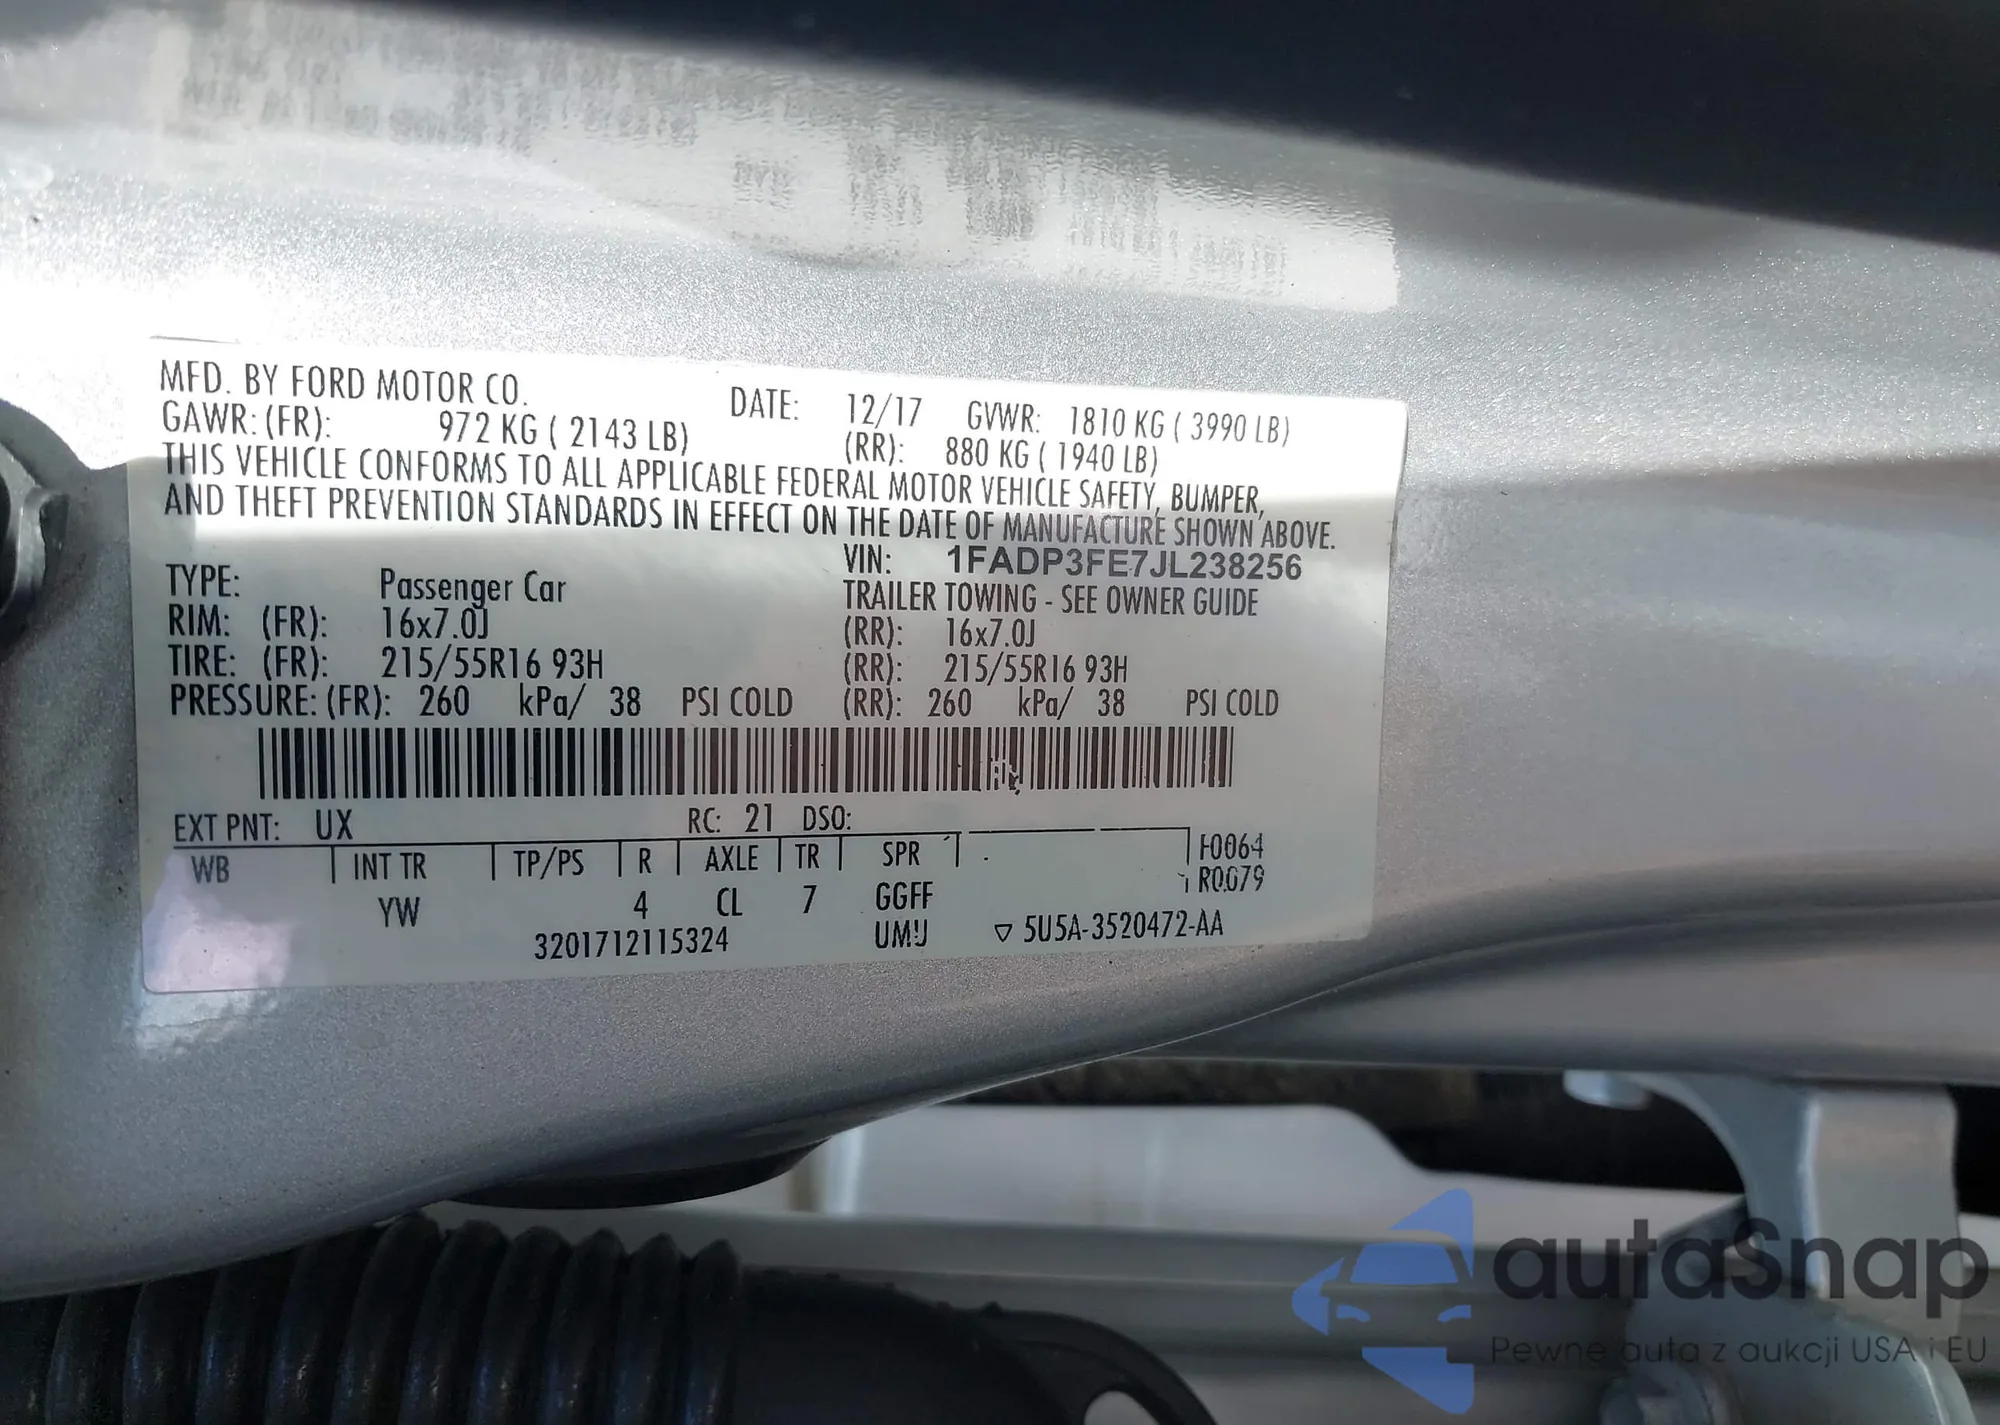 MFD. BY FORD MOTOR CO. DATE: 12/17 GVWR: 1810 KG ( 3990 LB)
GAWR: (FR): 972 KG ( 2143 LB) (RR): 880 KG ( 1940 LB)
THIS VEHICLE CONFORMS TO ALL APPLICABLE FEDERAL MOTOR VEHICLE SAFETY, BUMPER,
AND THEFT PREVENTION STANDARDS IN EFFECT ON THE DATE OF MANUFACTURE SHOWN ABOVE.
VIN: 1FADP3FE7JL238256
TYPE: Passenger Car TRAILER TOWING - SEE OWNER GUIDE
RIM: (FR): 16x7.0J (RR): 16x7.0J
TIRE: (FR): 215/55R16 93H (RR): 215/55R16 93H
PRESSURE: (FR): 260 kPa/ 38 PSI COLD (RR): 260 kPa/ 38 PSI COLD
EXT PNT: UX RC: 21 DSO:
WB INT TR TP/PS R AXLE TR SPR F0064
R0079
YW 4 CL 7 GGFF
3201712115324 UMU ▽ 5U5A-3520472-AA
autaSnap
Pewne auta z aukcji USA i EU